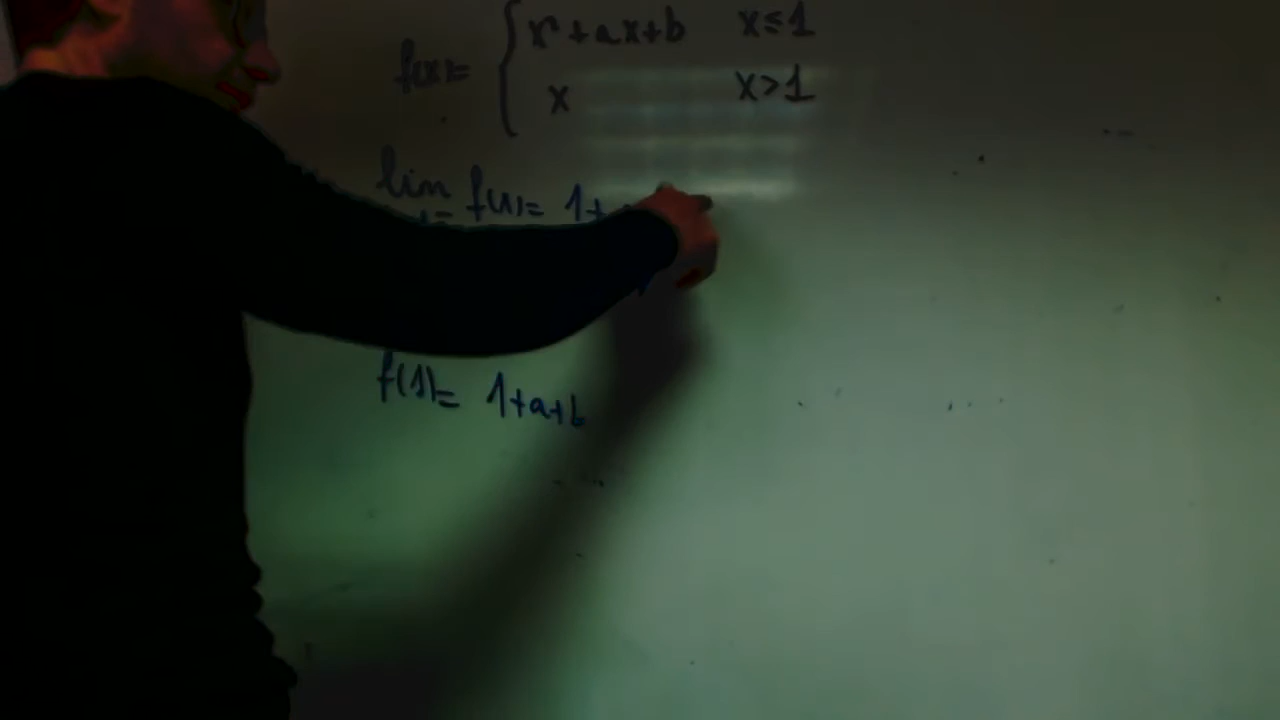 f(x)= { x²+ax+b x≤1
x x>1
lim f(x)= 1+
f(1)= 1+a+b